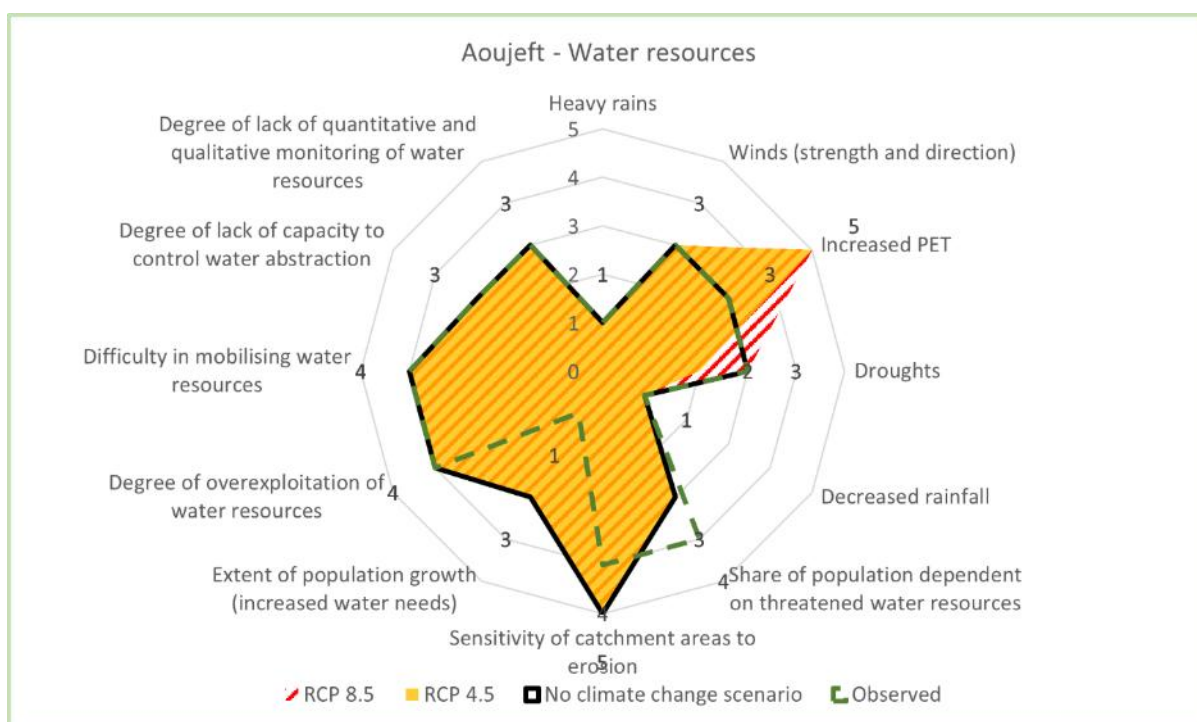 Aoujeft - Water resources
Heavy rains
Degree of lack of quantitative and
qualitative monitoring of water
resources
5
Winds (strength and direction)
4
3
3
3
5
Increased PET
Degree of lack of capacity to
control water abstraction
3
2
1
3
1
Difficulty in mobilising water
resources
4
0
2
3
Droughts
1
1
Degree of overexploitation of
water resources
4
Decreased rainfall
3
3
Extent of population growth
(increased water needs)
4
Share of population dependent
on threatened water resources
4
Sensitivity of catchment areas to
erosion
5
RCP 8.5
RCP 4.5
No climate change scenario
Observed